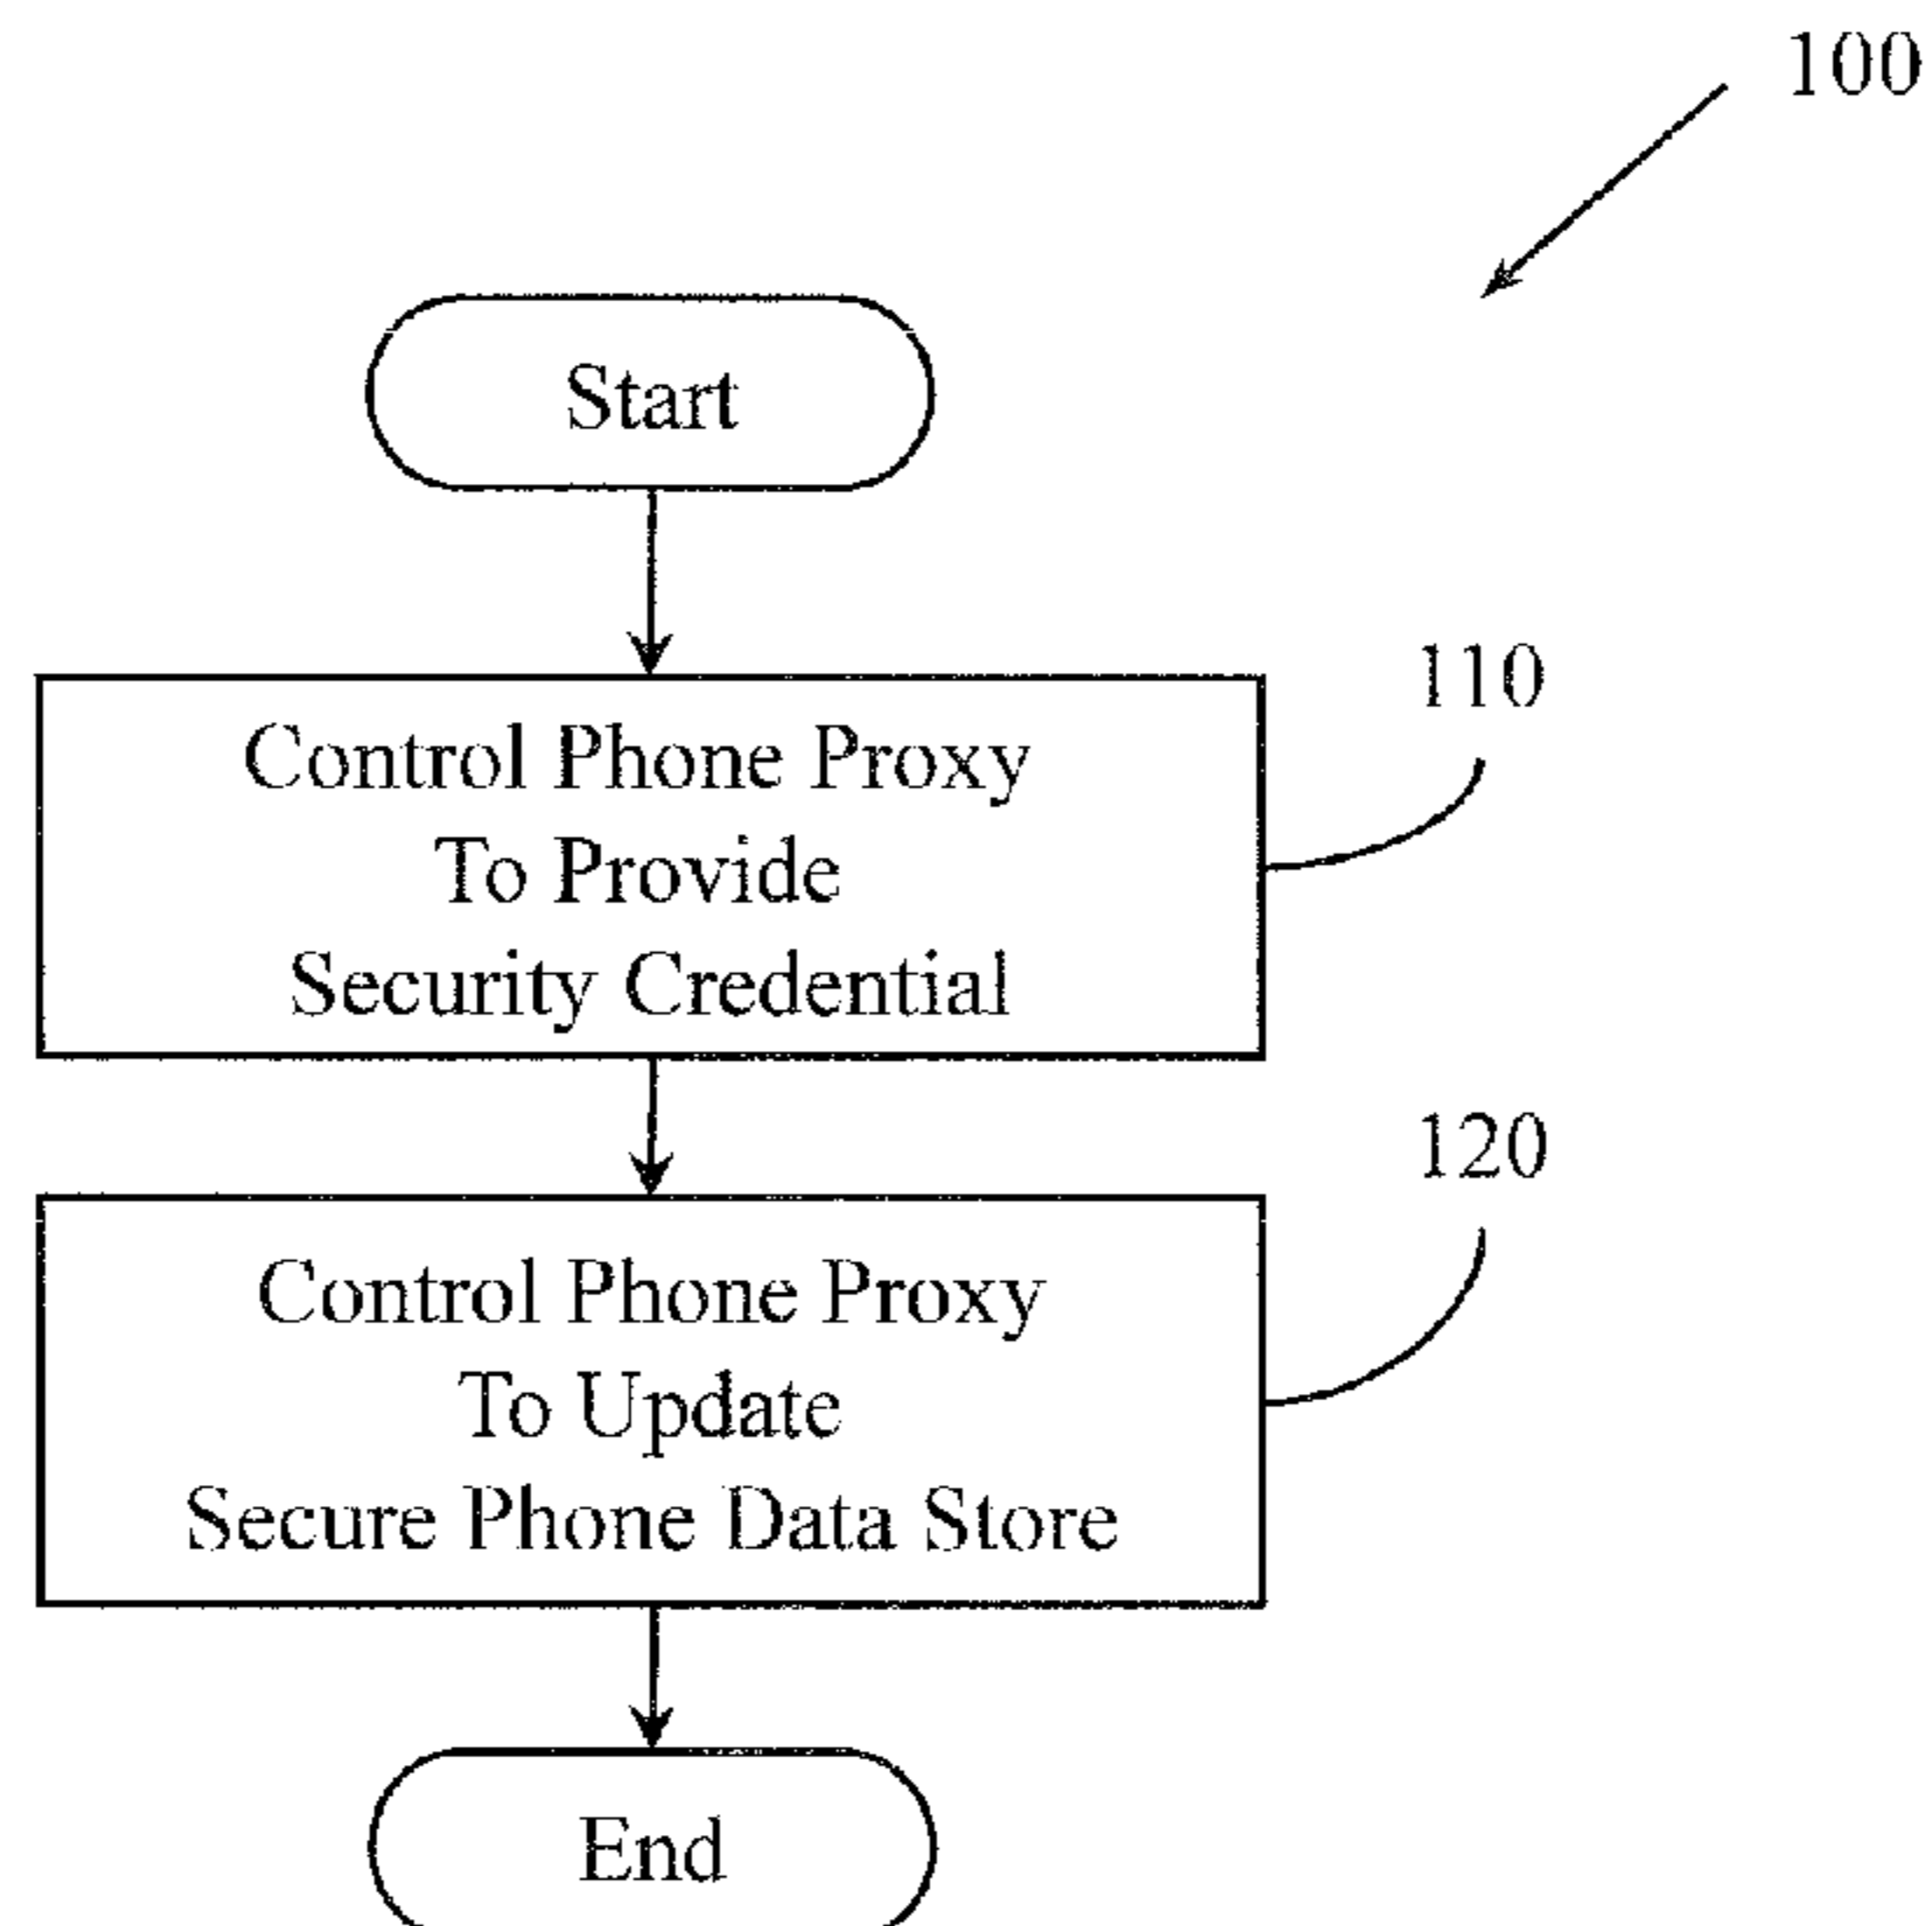 100
Start
110
Control Phone Proxy
To Provide
Security Credential
120
Control Phone Proxy
To Update
Secure Phone Data Store
End